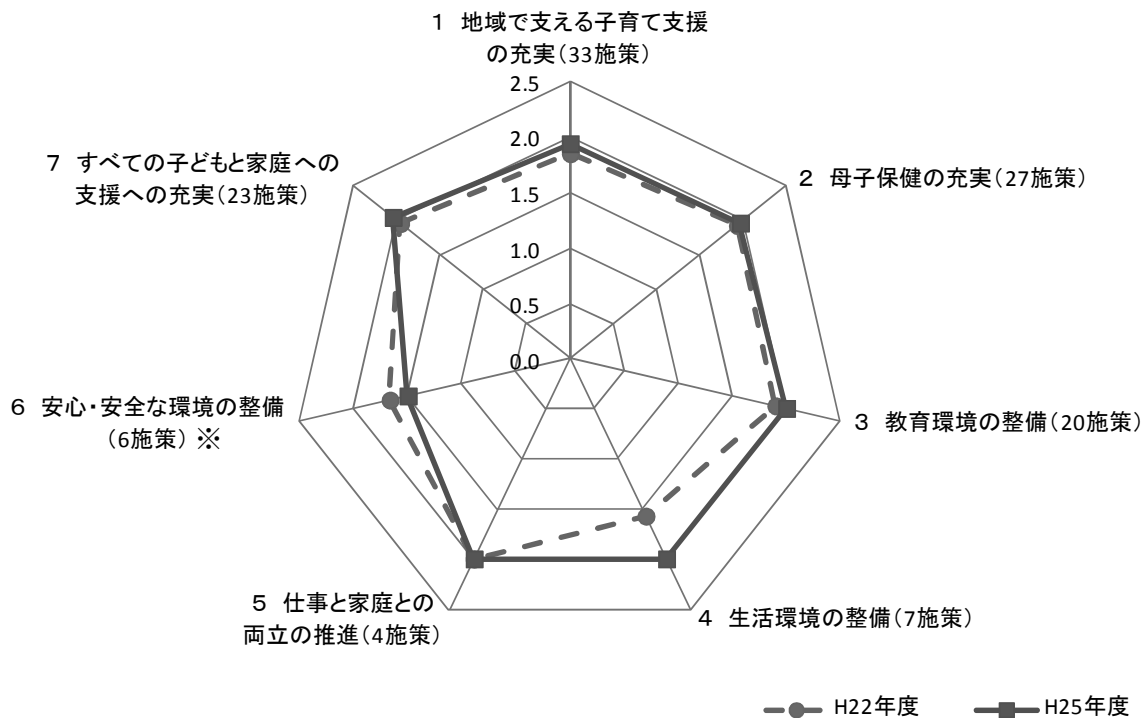 1 地域で支える子育て支援
の充実(33施策)
2.5
2.0
1.5
1.0
0.5
0.0
2 母子保健の充実(27施策)
3 教育環境の整備(20施策)
4 生活環境の整備(7施策)
5 仕事と家庭との
両立の推進(4施策)
6 安心・安全な環境の整備
(6施策) ※
7 すべての子どもと家庭への
支援への充実(23施策)
H22年度
H25年度